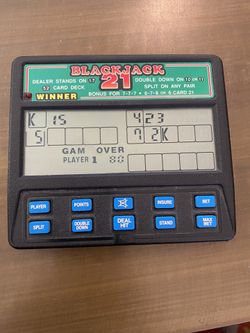 BLACKJACK
21
DEALER STANDS ON 17
DOUBLE DOWN ON 10 OR 11
52 CARD DECK
SPLIT ON ANY PAIR
WINNER
BONUS FOR 7-7-7 • 6-7-8 OR 5 CARD 21
K 15 423
5 7 2K
GAM OVER
PLAYER 1 80
PLAYER POINTS INSURE BET
SPLIT DOUBLE DOWN DEAL HIT STAND MAX BET